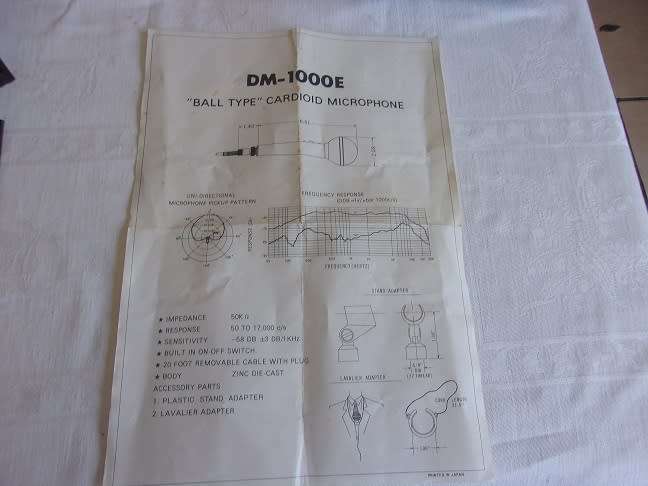 DM-1000E
"BALL TYPE" CARDIOID MICROPHONE
UNI-DIRECTIONAL
MICROPHONE PICKUP PATTERN
FREQUENCY RESPONSE
RESPONSE
FREQUENCY (HERTZ)
★ IMPEDANCE 50K Ω
★ RESPONSE 50 TO 17,000 c/s
★ SENSITIVITY -58 DB ±3 DB/1KHz
★ BUILT IN ON-OFF SWITCH
★ 20 FOOT REMOVABLE CABLE WITH PLUG
★ BODY ZINC DIE-CAST
ACCESSORY PARTS
1. PLASTIC STAND ADAPTER
2. LAVALIER ADAPTER
STAND ADAPTER
LAVALIER ADAPTER
CORD LENGTH
PRINTED IN JAPAN